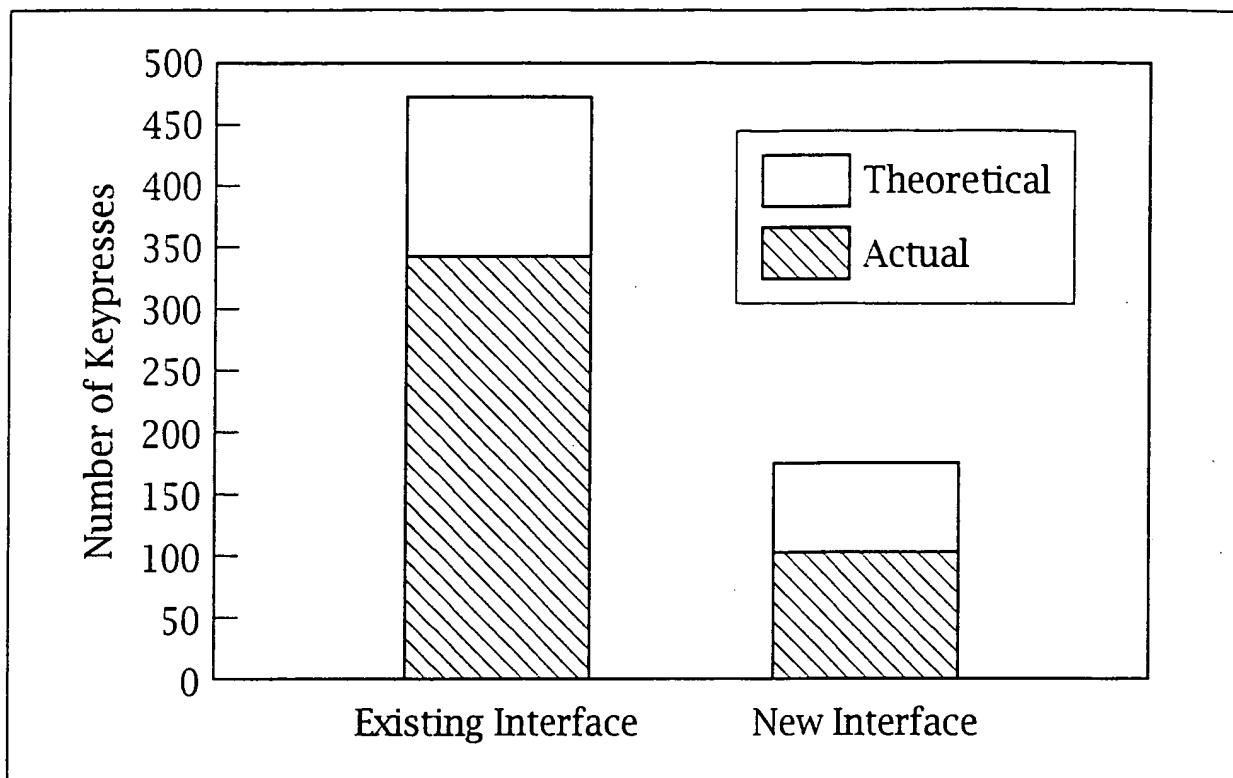 500
450
400
350
300
250
200
150
100
50
0
Number of Keypresses
Theoretical
Actual
Existing Interface
New Interface